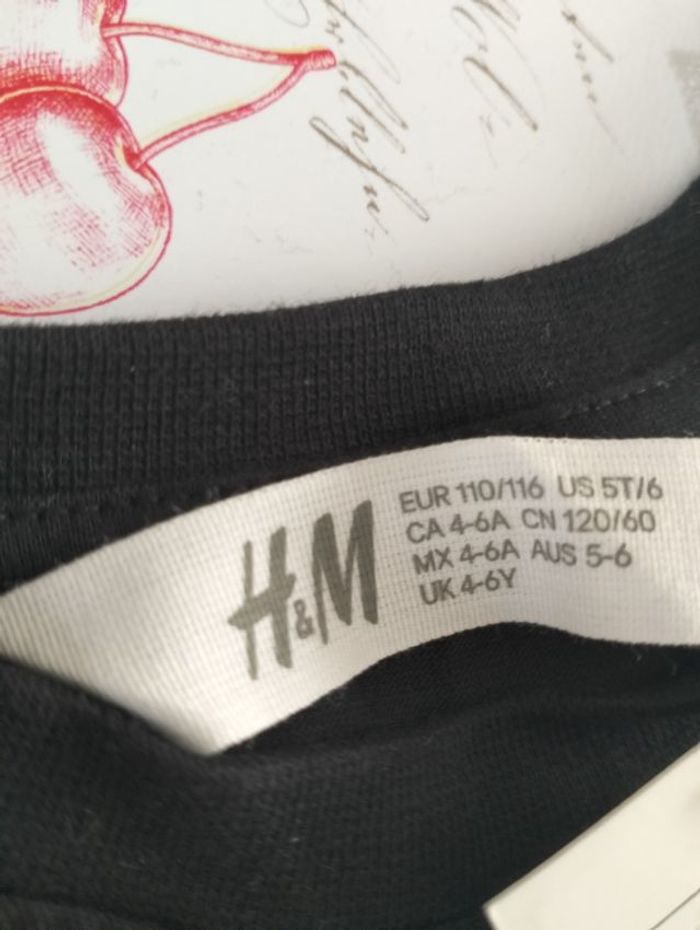 H&M
EUR 110/116 US 5T/6
CA 4-6A CN 120/60
MX 4-6A AUS 5-6
UK 4-6Y